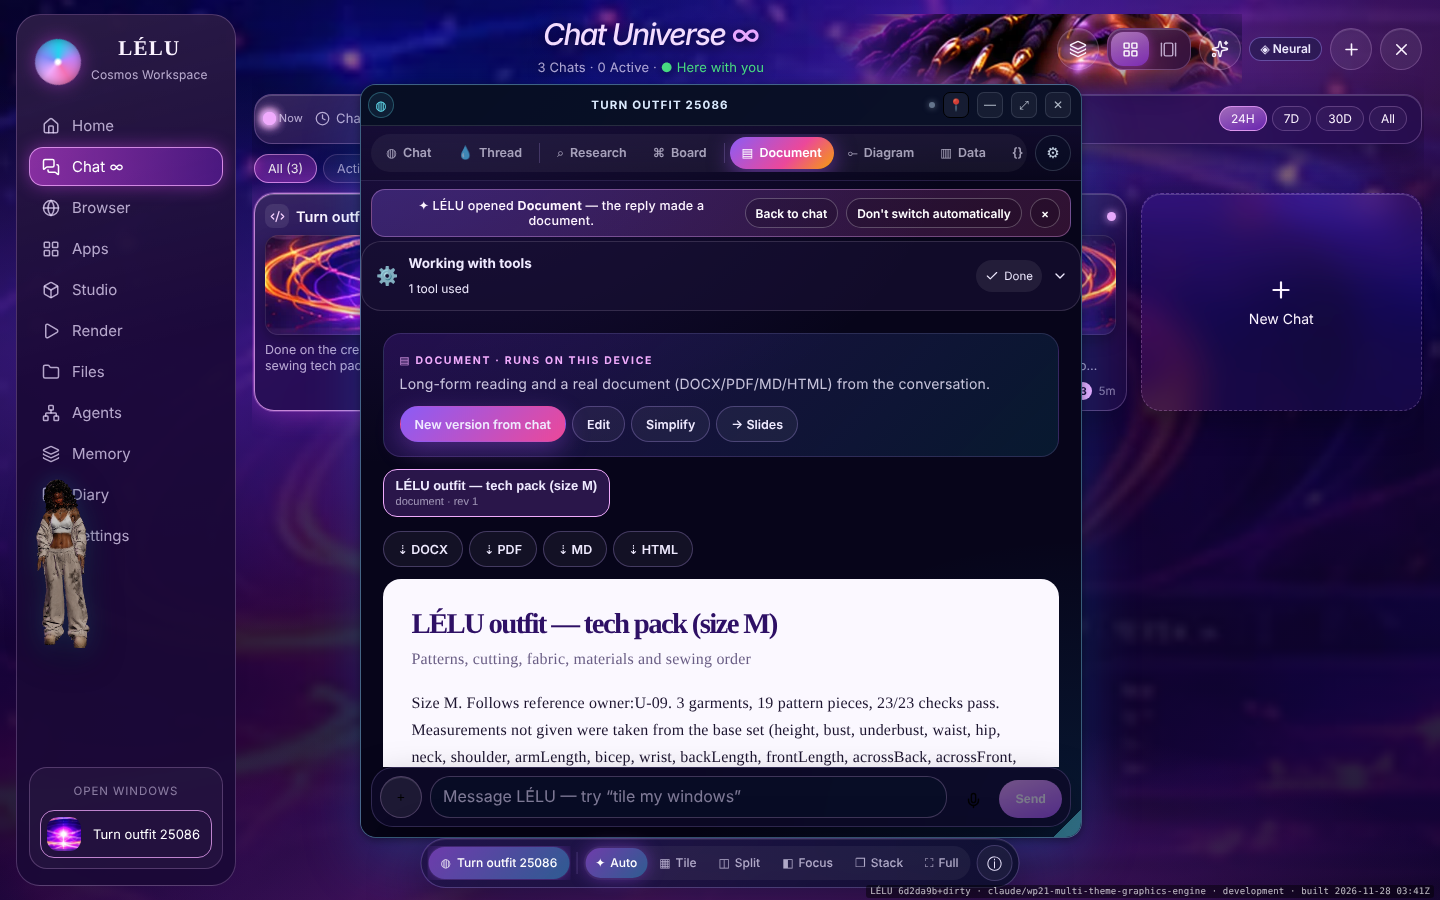 LÉLU
Cosmos Workspace
Home
Chat ∞
Browser
Apps
Studio
Render
Files
Agents
Memory
Diary
ettings
OPEN WINDOWS
Turn outfit 25086
Chat Universe ∞
3 Chats · 0 Active · ● Here with you
◈ Neural
Now
Cha
24H
7D
30D
All
All (3)
Acti
Turn outf
Done on the cre
sewing tech pac
5m
New Chat
TURN OUTFIT 25086
Chat
Thread
Research
Board
Document
Diagram
Data
{}
✦ LÉLU opened Document — the reply made a
document.
Back to chat
Don't switch automatically
×
Working with tools
1 tool used
Done
DOCUMENT · RUNS ON THIS DEVICE
Long-form reading and a real document (DOCX/PDF/MD/HTML) from the conversation.
New version from chat
Edit
Simplify
→ Slides
LÉLU outfit — tech pack (size M)
document · rev 1
↓ DOCX
↓ PDF
↓ MD
↓ HTML
LÉLU outfit — tech pack (size M)
Patterns, cutting, fabric, materials and sewing order
Size M. Follows reference owner:U-09. 3 garments, 19 pattern pieces, 23/23 checks pass.
Measurements not given were taken from the base set (height, bust, underbust, waist, hip,
neck, shoulder, armLength, bicep, wrist, backLength, frontLength, acrossBack, acrossFront,
Message LÉLU — try “tile my windows”
Send
Turn outfit 25086
Auto
Tile
Split
Focus
Stack
Full
LÉLU 6d2da9b+dirty · claude/wp21-multi-theme-graphics-engine · development · built 2026-11-28 03:41Z